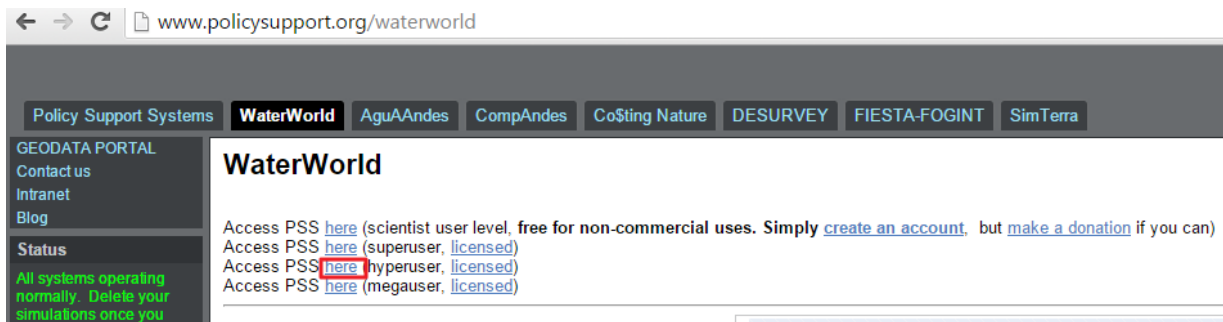 www.policysupport.org/waterworld
Policy Support Systems WaterWorld AguAAndes CompAndes Co$ting Nature DESURVEY FIESTA-FOGINT SimTerra
GEODATA PORTAL
Contact us
Intranet
Blog
Status
All systems operating
normally. Delete your
simulations once you
WaterWorld
Access PSS here (scientist user level, free for non-commercial uses. Simply create an account, but make a donation if you can)
Access PSS here (superuser, licensed)
Access PSS here (hyperuser, licensed)
Access PSS here (megauser, licensed)